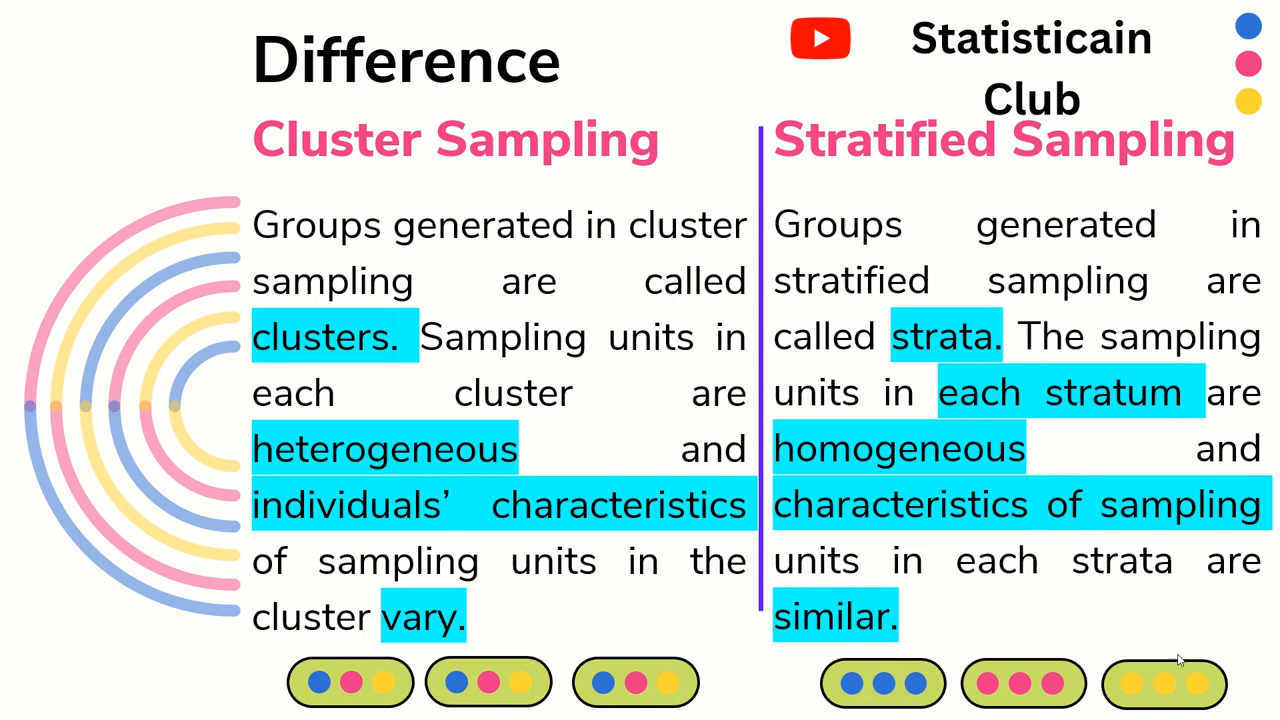 Difference
Statisticain
Club
Cluster Sampling
Groups generated in cluster
sampling are called
clusters. Sampling units in
each cluster are
heterogeneous and
individuals’ characteristics
of sampling units in the
cluster vary.
Stratified Sampling
Groups generated in
stratified sampling are
called strata. The sampling
units in each stratum are
homogeneous and
characteristics of sampling
units in each strata are
similar.